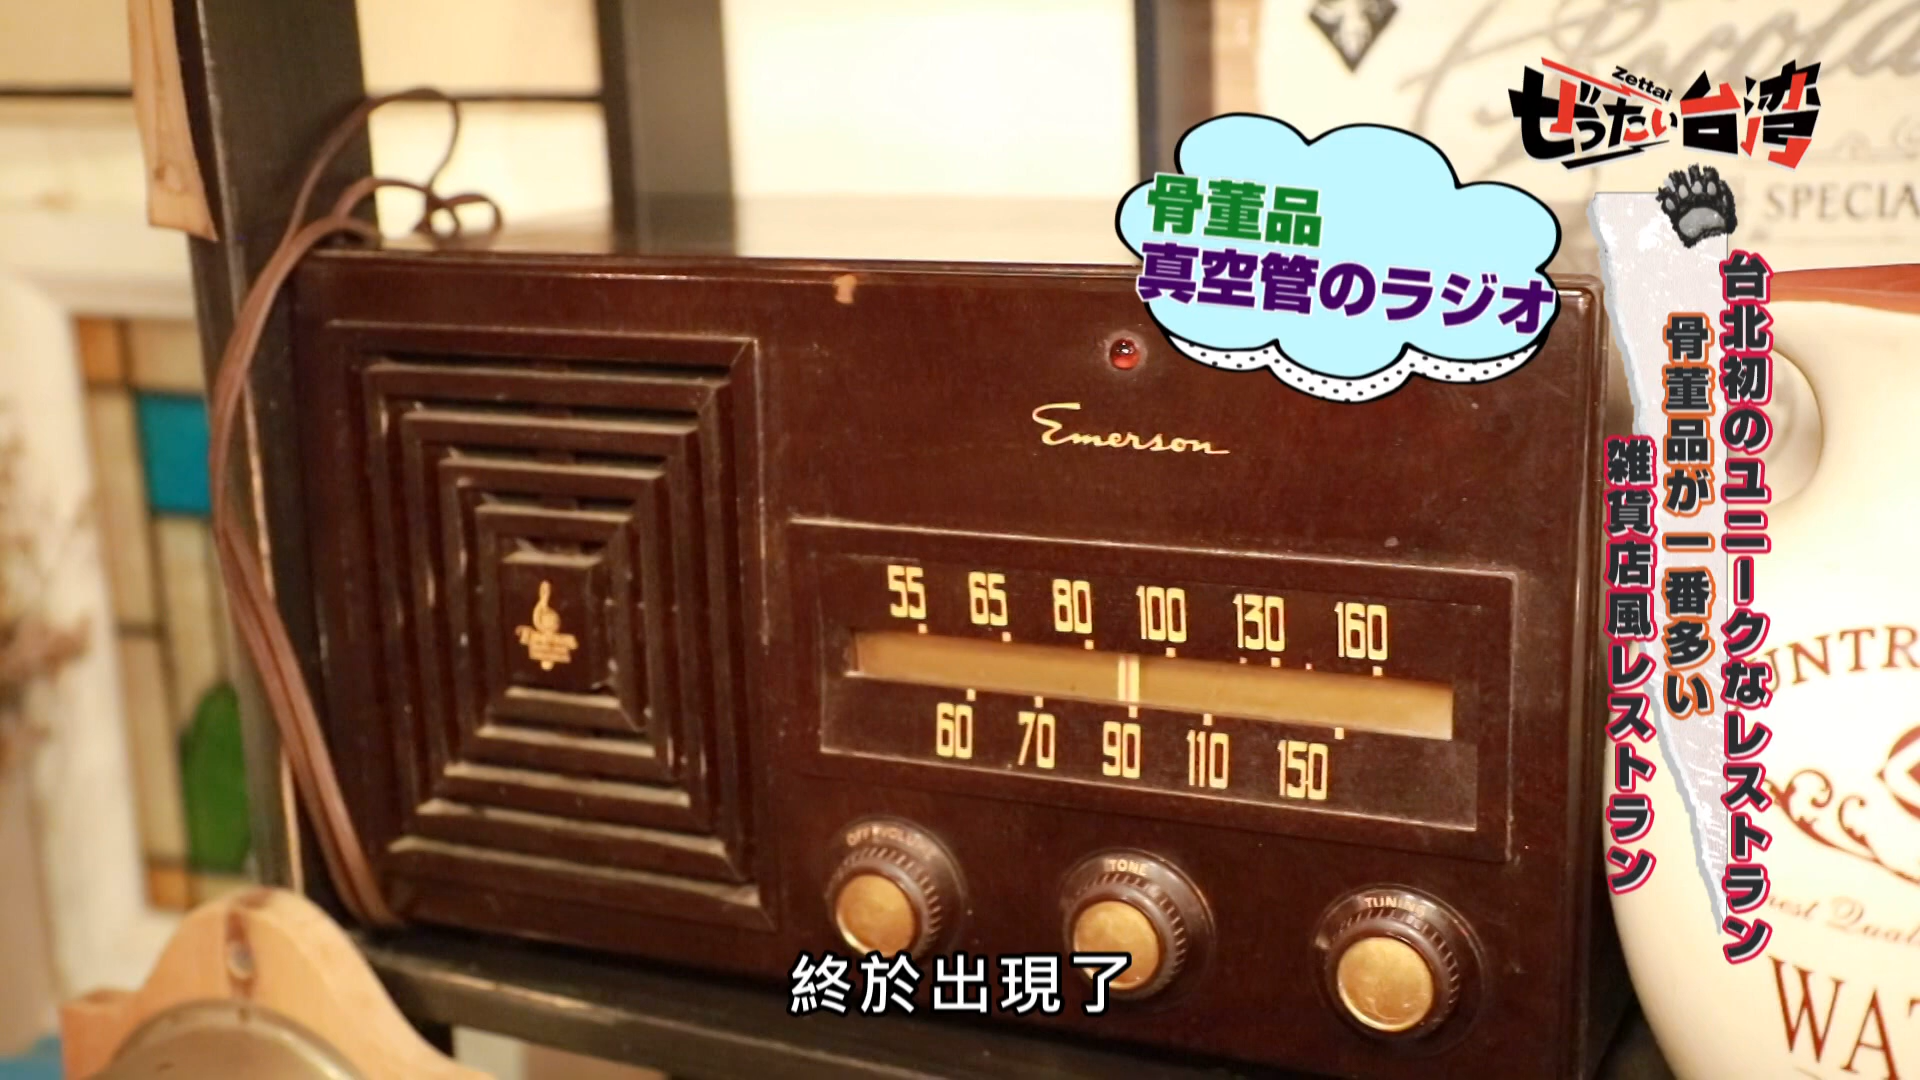 Zettai
ぜったい台湾
骨董品
真空管のラジオ
台北初のユニークなレストラン
骨董品が一番多い
雑貨店風レストラン
SPECIA
Emerson
55 65 80 100 130 160
60 70 90 110 150
OFF VOLUME
TONE
TUNING
UNTR
WAT
終於出現了